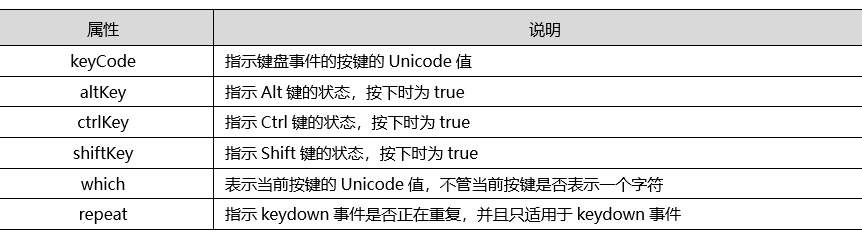 属性 说明
keyCode 指示键盘事件的按键的 Unicode 值
altKey 指示 Alt 键的状态，按下时为 true
ctrlKey 指示 Ctrl 键的状态，按下时为 true
shiftKey 指示 Shift 键的状态，按下时为 true
which 表示当前按键的 Unicode 值，不管当前按键是否表示一个字符
repeat 指示 keydown 事件是否正在重复，并且只适用于 keydown 事件